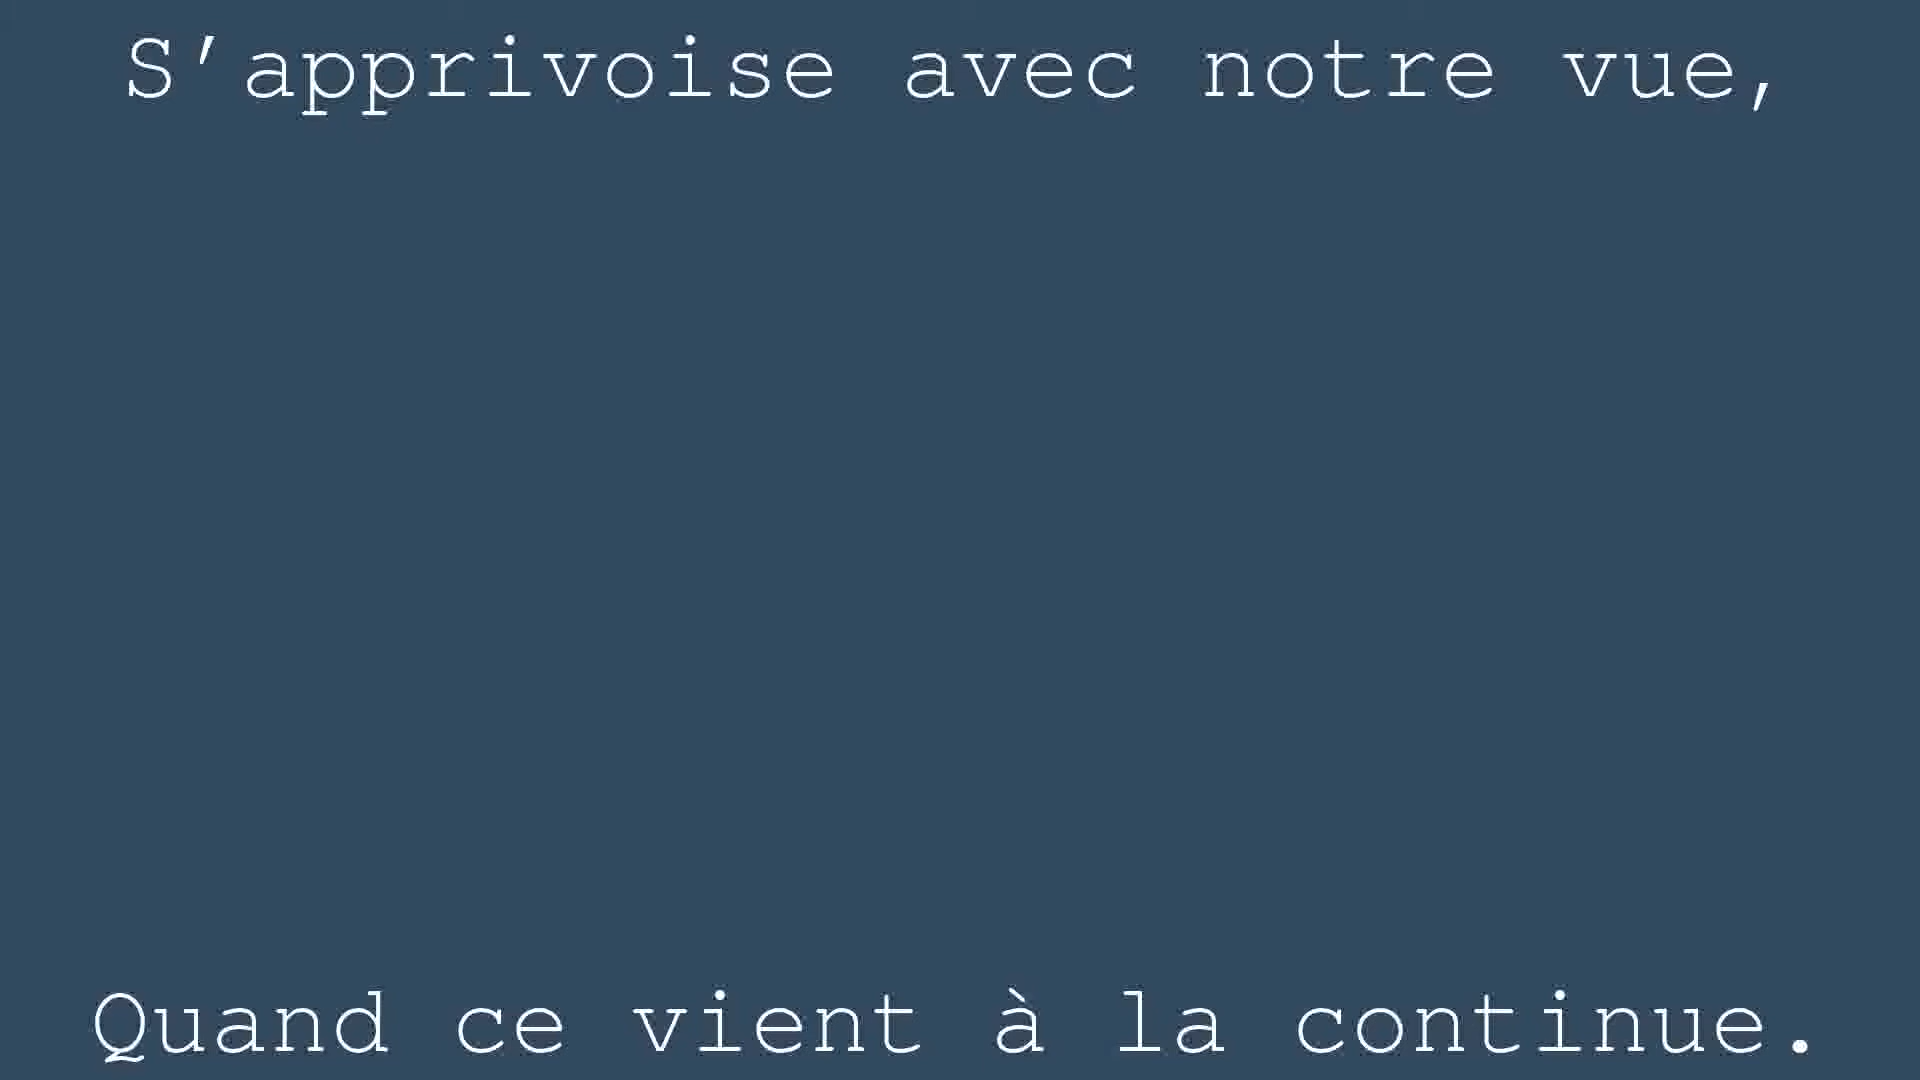 S'apprivoise avec notre vue,
Quand ce vient à la continue.